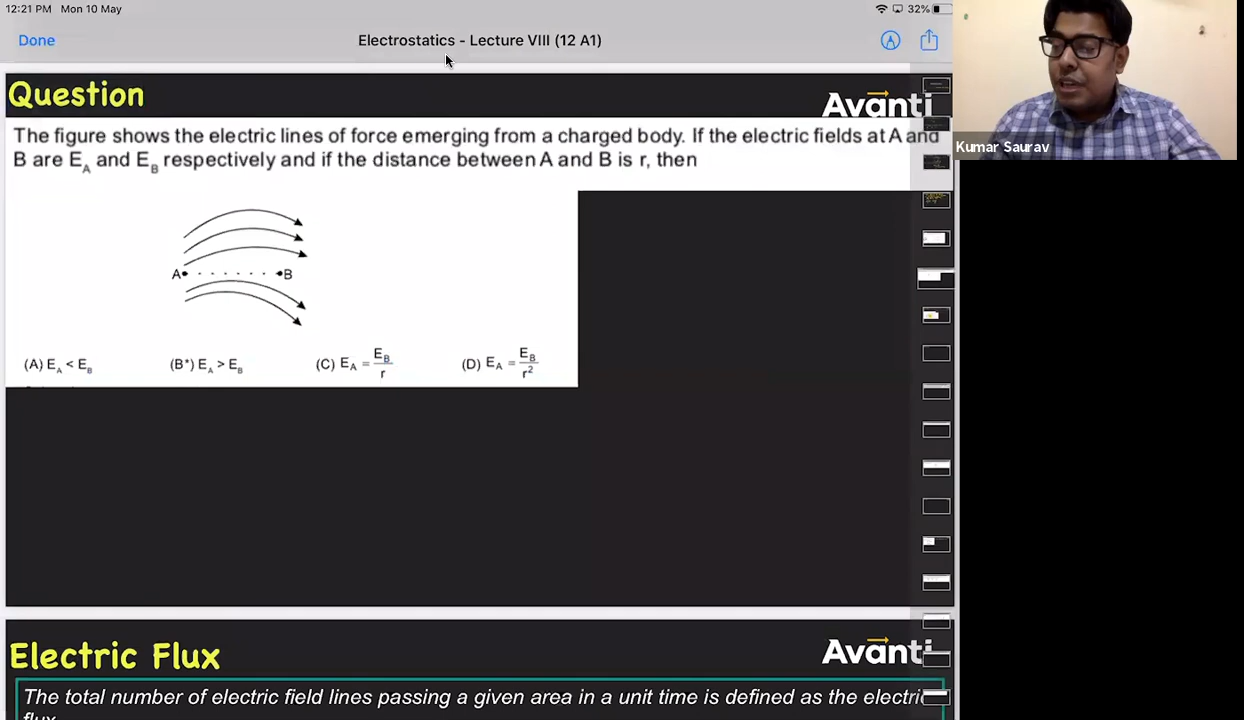 12:21 PM Mon 10 May
32%
Done
Electrostatics - Lecture VIII (12 A1)
Question
Avanti
The figure shows the electric lines of force emerging from a charged body. If the electric fields at A and
B are E_A and E_B respectively and if the distance between A and B is r, then
A
B
(A) E_A < E_B
(B*) E_A > E_B
(C) E_A = E_B / r
(D) E_A = E_B / r²
Kumar Saurav
Electric Flux
Avanti
The total number of electric field lines passing a given area in a unit time is defined as the electric
flux